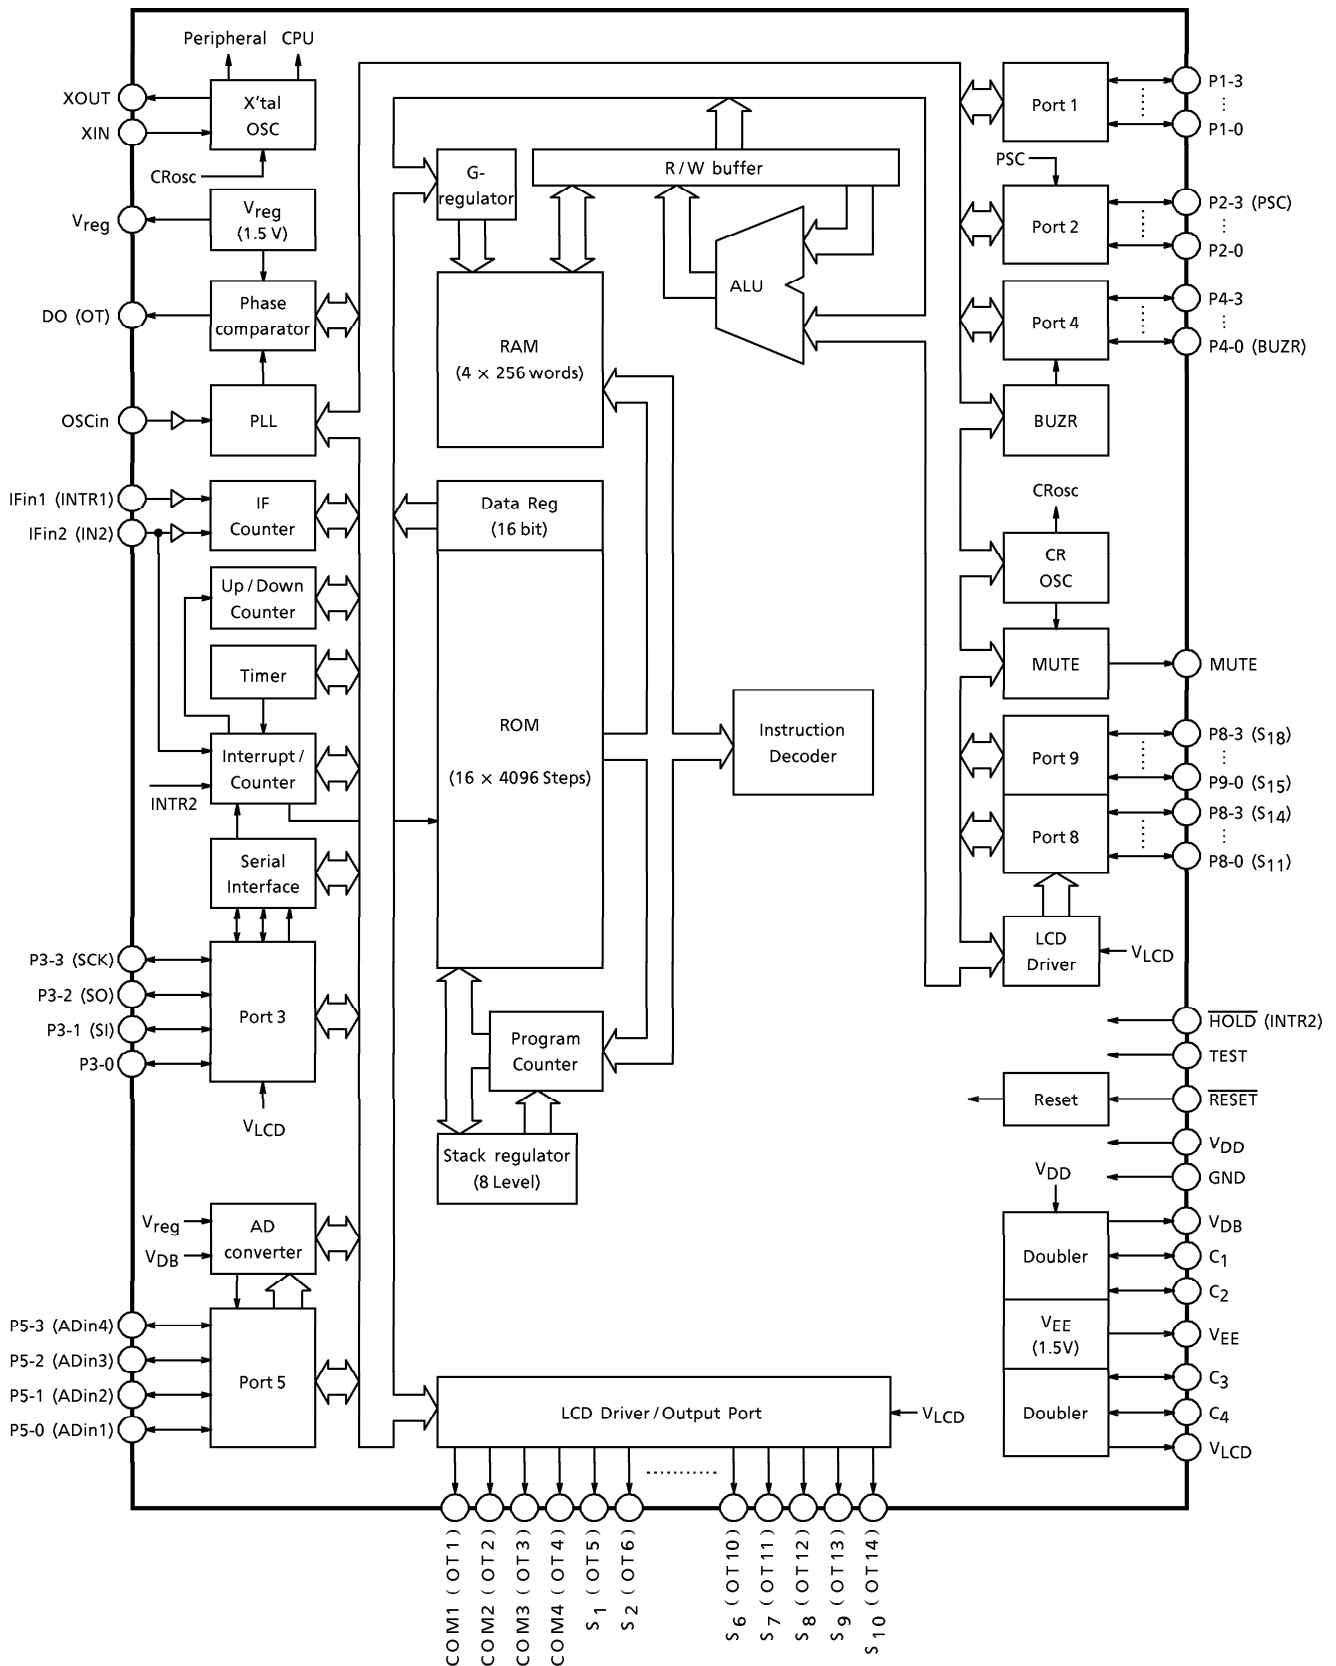 Peripheral CPU
XOUT
XIN
X'tal
OSC
CRosc
Vreg
Vreg
(1.5 V)
DO (OT)
Phase
comparator
OSCin
PLL
IFin1 (INTR1)
IFin2 (IN2)
IF
Counter
Up / Down
Counter
Timer
Interrupt /
Counter
INTR2
Serial
Interface
P3-3 (SCK)
P3-2 (SO)
P3-1 (SI)
P3-0
Port 3
VLCD
Vreg
VDB
AD
converter
P5-3 (ADin4)
P5-2 (ADin3)
P5-1 (ADin2)
P5-0 (ADin1)
Port 5
G-
regulator
R / W buffer
ALU
RAM
(4 × 256 words)
Data Reg
(16 bit)
ROM
(16 × 4096 Steps)
Instruction
Decoder
Program
Counter
Stack regulator
(8 Level)
LCD Driver / Output Port
VLCD
COM1 (OT1)
COM2 (OT2)
COM3 (OT3)
COM4 (OT4)
S1 (OT5)
S2 (OT6)
S6 (OT10)
S7 (OT11)
S8 (OT12)
S9 (OT13)
S10 (OT14)
Port 1
P1-3
P1-0
PSC
Port 2
P2-3 (PSC)
P2-0
Port 4
P4-3
P4-0 (BUZR)
BUZR
CRosc
CR
OSC
MUTE
MUTE
Port 9
P8-3 (S18)
P9-0 (S15)
Port 8
P8-3 (S14)
P8-0 (S11)
LCD
Driver
VLCD
HOLD (INTR2)
TEST
Reset
RESET
VDD
GND
VDD
Doubler
VDB
C1
C2
VEE
(1.5V)
VEE
Doubler
C3
C4
VLCD